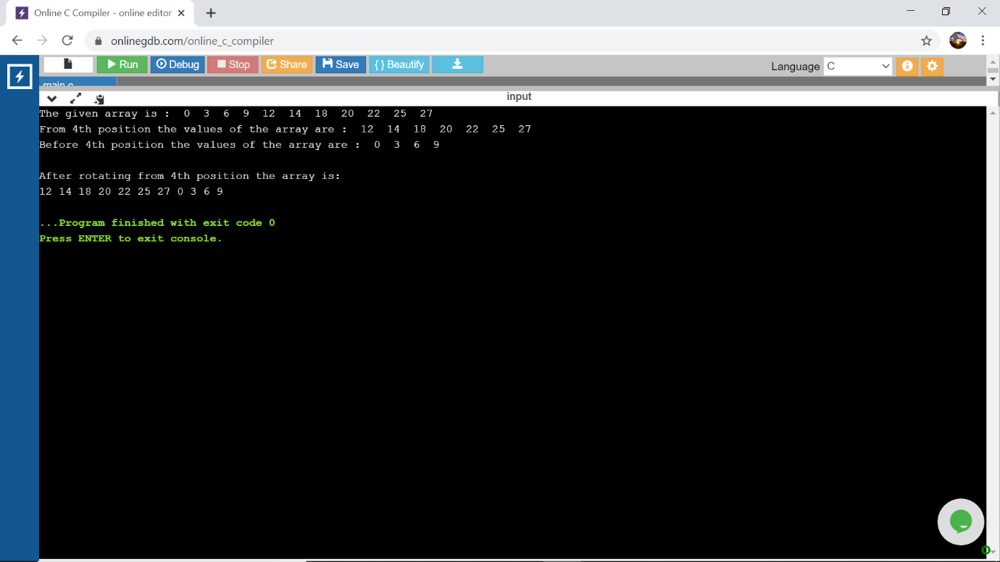 Online C Compiler - online editor
onlinegdb.com/online_c_compiler
Run Debug Stop Share Save { } Beautify Language C
main.c
input
The given array is : 0 3 6 9 12 14 18 20 22 25 27
From 4th position the values of the array are : 12 14 18 20 22 25 27
Before 4th position the values of the array are : 0 3 6 9
After rotating from 4th position the array is:
12 14 18 20 22 25 27 0 3 6 9
...Program finished with exit code 0
Press ENTER to exit console.